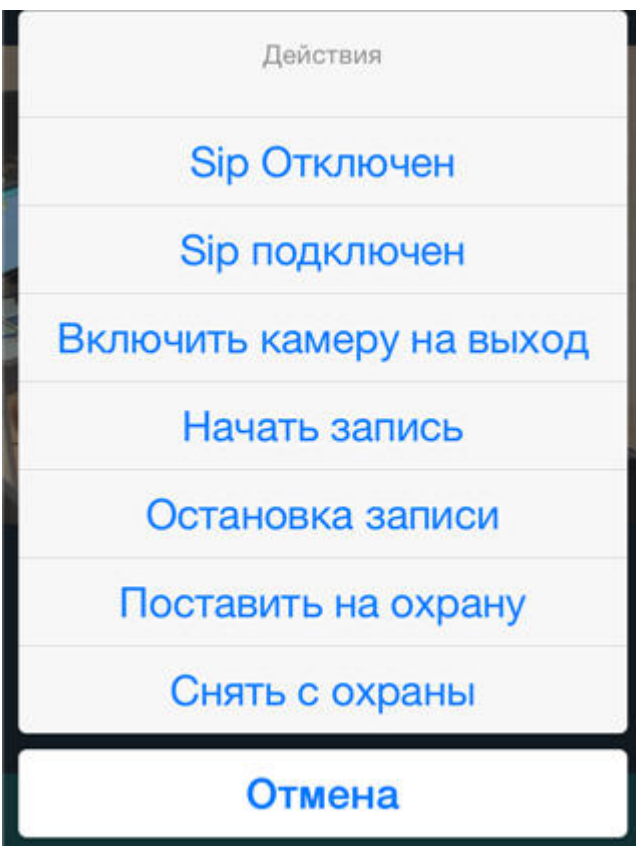 Действия
Sip Отключен
Sip подключен
Включить камеру на выход
Начать запись
Остановка записи
Поставить на охрану
Снять с охраны
Отмена